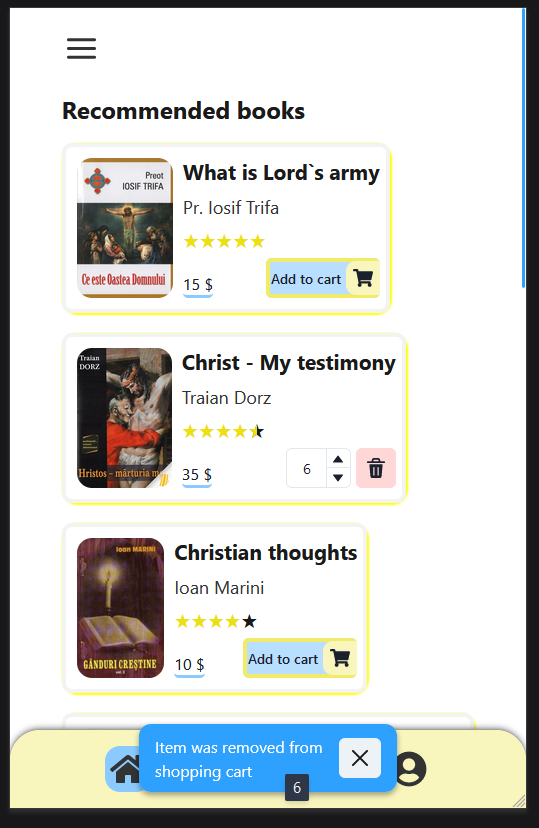 Recommended books
Preot
IOSIF TRIFA
Ce este Oastea Domnului
What is Lord`s army
Pr. Iosif Trifa
15 $
Add to cart
Traian
DORZ
Hristos - mărturia m
Christ - My testimony
Traian Dorz
35 $
6
Ioan MARINI
GÂNDURI CREȘTINE
Christian thoughts
Ioan Marini
10 $
Add to cart
Item was removed from
shopping cart
6